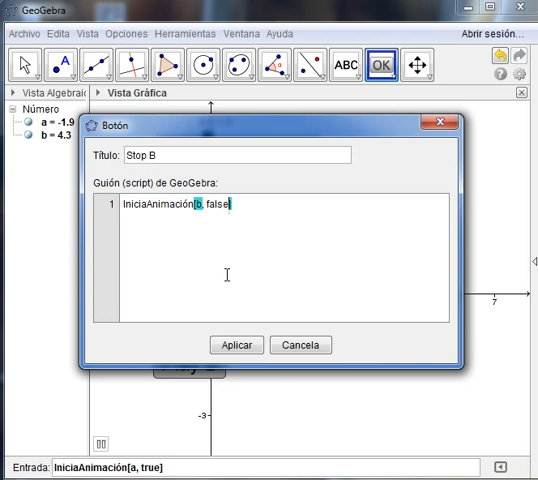 GeoGebra
Archivo Edita Vista Opciones Herramientas Ventana Ayuda Abrir sesión...
ABC OK
Vista Algebraic Vista Gráfica
Número
a = -1.9
b = 4.3
Botón
Título: Stop B
Guión (script) de GeoGebra:
1 IniciaAnimación[b, false]
Aplicar Cancela
7
-3
Entrada: IniciaAnimación[a, true]